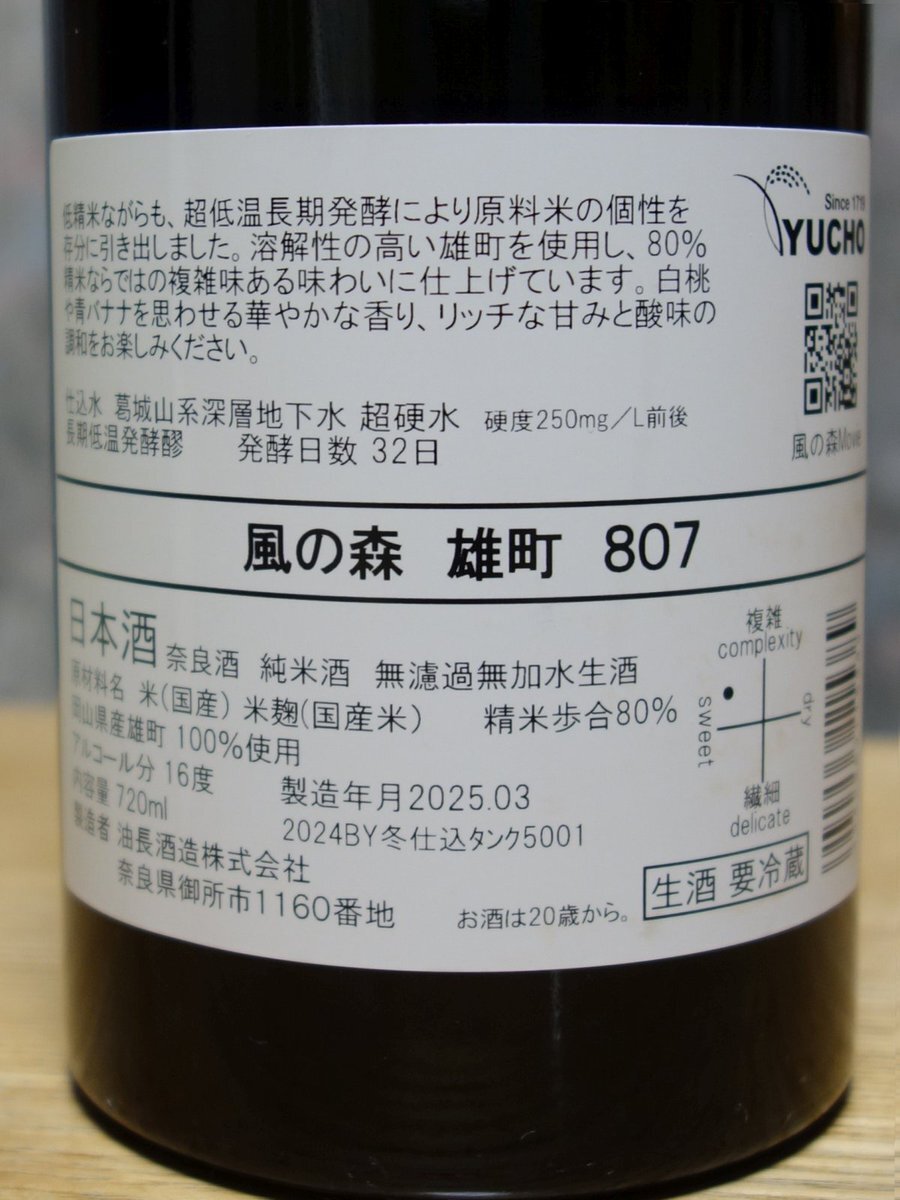 低精米ながらも、超低温長期発酵により原料米の個性を
存分に引き出しました。溶解性の高い雄町を使用し、80%
精米ならではの複雑味ある味わいに仕上げています。白桃
や青バナナを思わせる華やかな香り、リッチな甘みと酸味の
調和をお楽しみください。
Since 1719
YUCHO
風の森Movie
仕込水 葛城山系深層地下水 超硬水 硬度250mg/L前後
長期低温発酵醪 発酵日数 32日
風の森 雄町 807
日本酒 奈良酒 純米酒 無濾過無加水生酒
原材料名 米(国産) 米麹(国産米) 精米歩合80%
岡山県産雄町 100%使用
アルコール分 16度
内容量 720ml 製造年月2025.03
2024BY冬仕込タンク5001
製造者 油長酒造株式会社
奈良県御所市1160番地
お酒は20歳から。
生酒 要冷蔵
複雑
complexity
sweet
dry
繊細
delicate